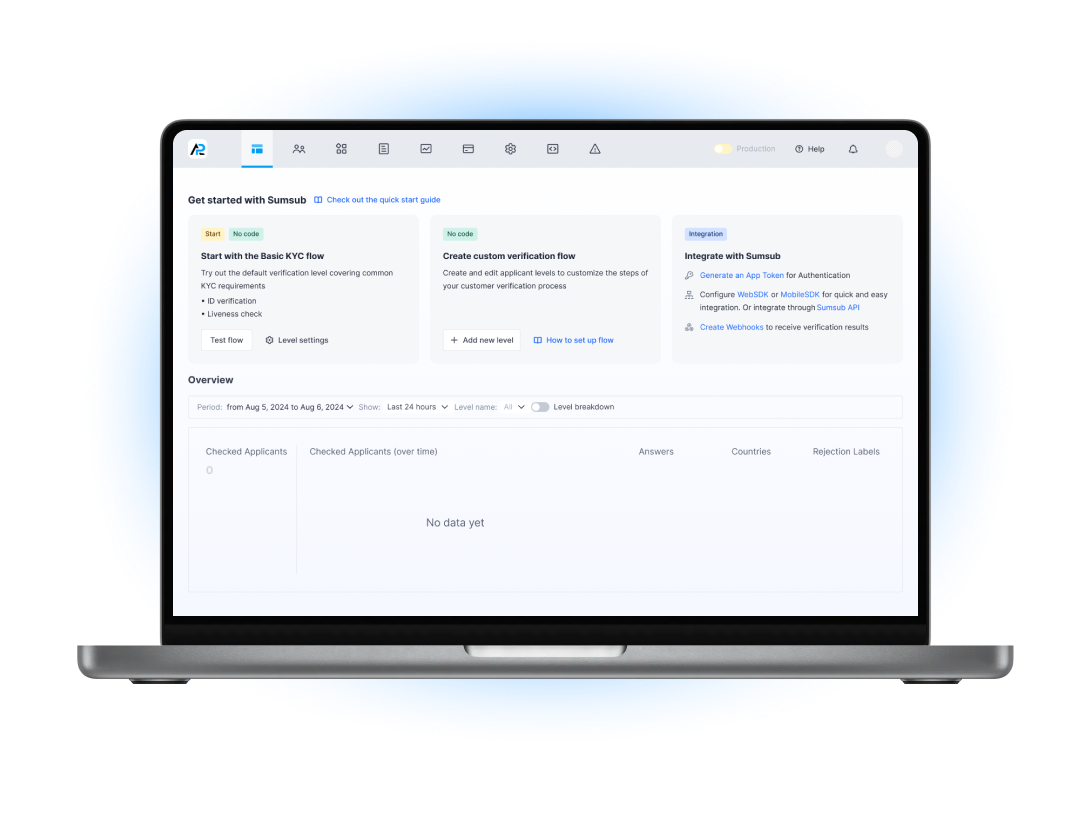 Production
Help
Get started with Sumsub
Check out the quick start guide
Start
No code
Start with the Basic KYC flow
Try out the default verification level covering common
KYC requirements
• ID verification
• Liveness check
Test flow
Level settings
No code
Create custom verification flow
Create and edit applicant levels to customize the steps of
your customer verification process
Add new level
How to set up flow
Integration
Integrate with Sumsub
Generate an App Token for Authentication
Configure WebSDK or MobileSDK for quick and easy
integration. Or integrate through Sumsub API
Create Webhooks to receive verification results
Overview
Period: from Aug 5, 2024 to Aug 6, 2024 Show: Last 24 hours Level name: All Level breakdown
Checked Applicants
0
Checked Applicants (over time)
Answers
Countries
Rejection Labels
No data yet